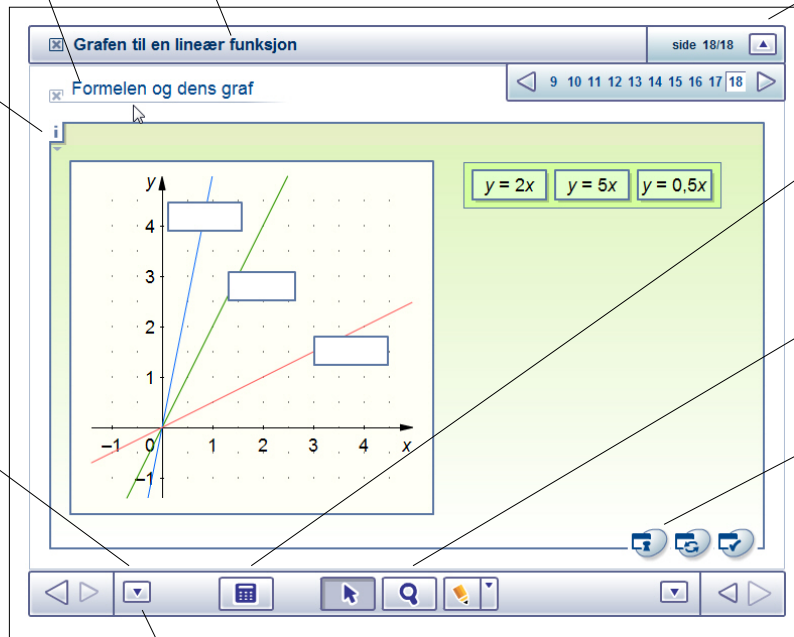 Grafen til en lineær funksjon
side 18/18
Formelen og dens graf
9 10 11 12 13 14 15 16 17 18
i
y = 2x y = 5x y = 0,5x
y
4
3
2
1
–1 0 1 2 3 4 x
–1